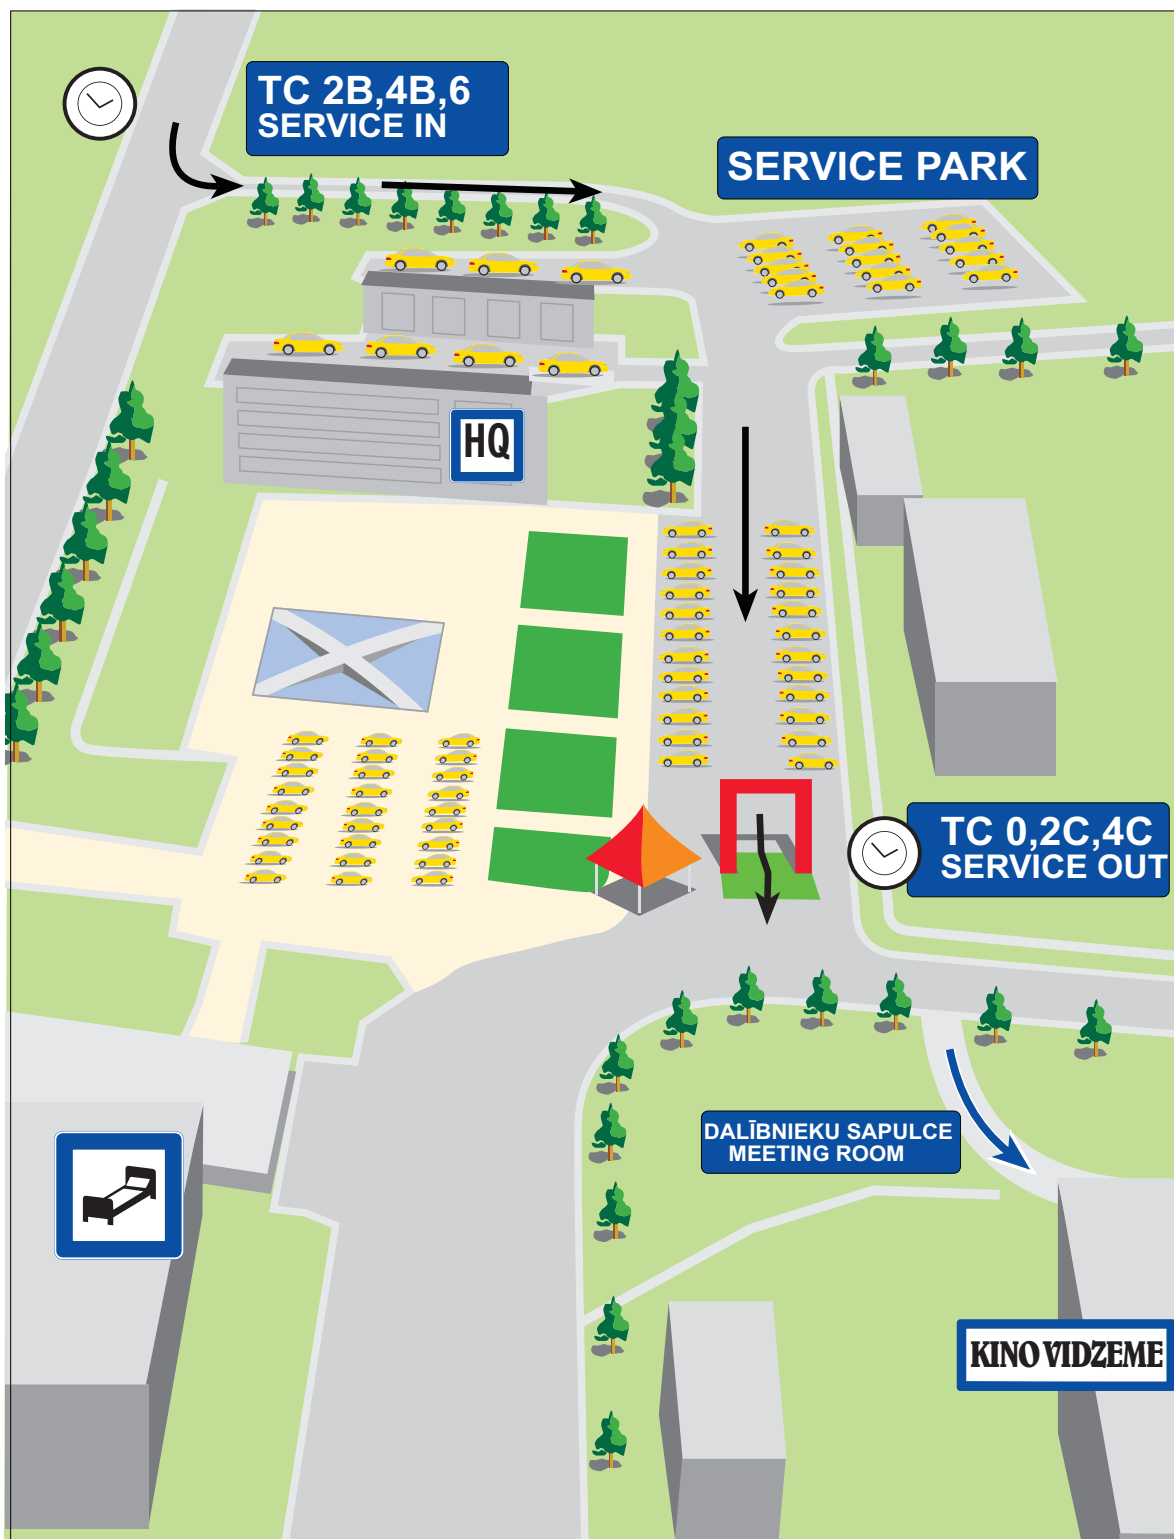 TC 2B,4B,6
SERVICE IN
SERVICE PARK
HQ
TC 0,2C,4C
SERVICE OUT
DALĪBNIEKU SAPULCE
MEETING ROOM
KINO VIDZEME